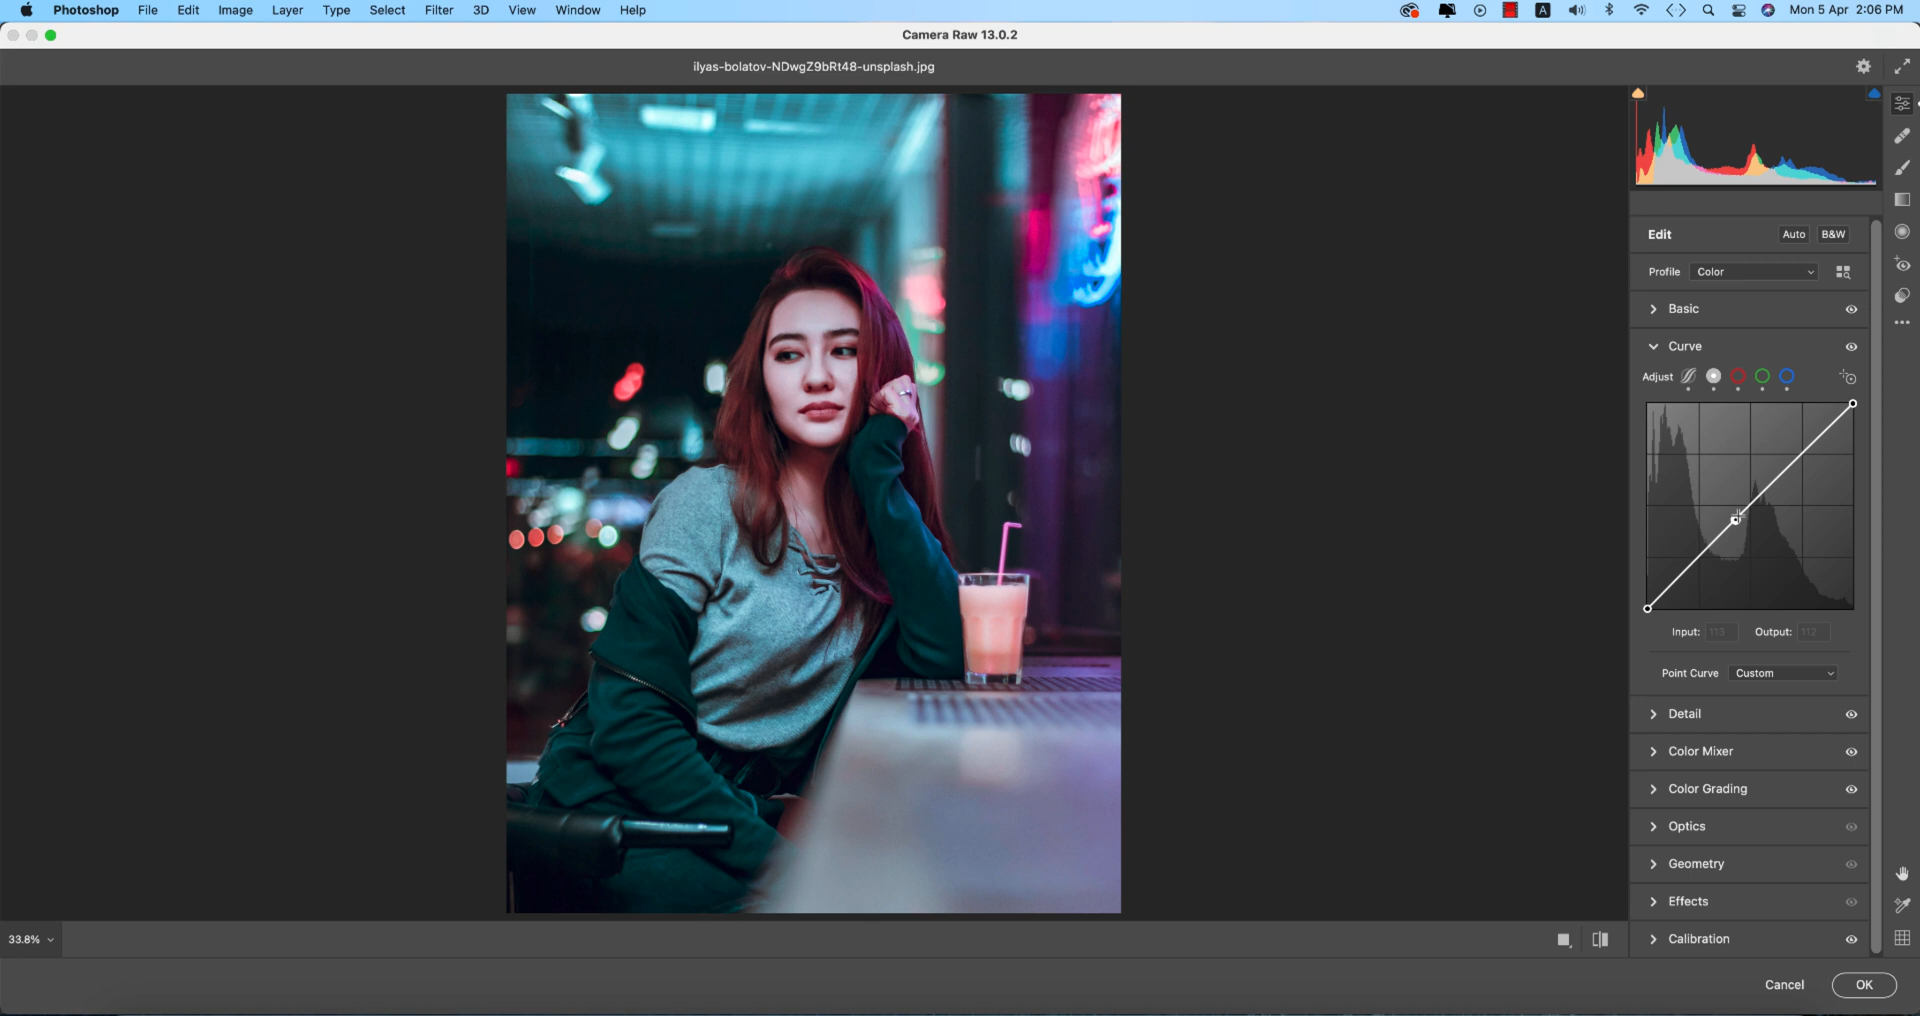 Photoshop File Edit Image Layer Type Select Filter 3D View Window Help A Mon 5 Apr 2:06 PM
Camera Raw 13.0.2
ilyas-bolatov-NDwgZ9bRt48-unsplash.jpg
Edit Auto B&W
Profile Color
Basic
Curve
Adjust
Input: 113 Output: 112
Point Curve Custom
Detail
Color Mixer
Color Grading
Optics
Geometry
Effects
33.8%
Calibration
Cancel OK